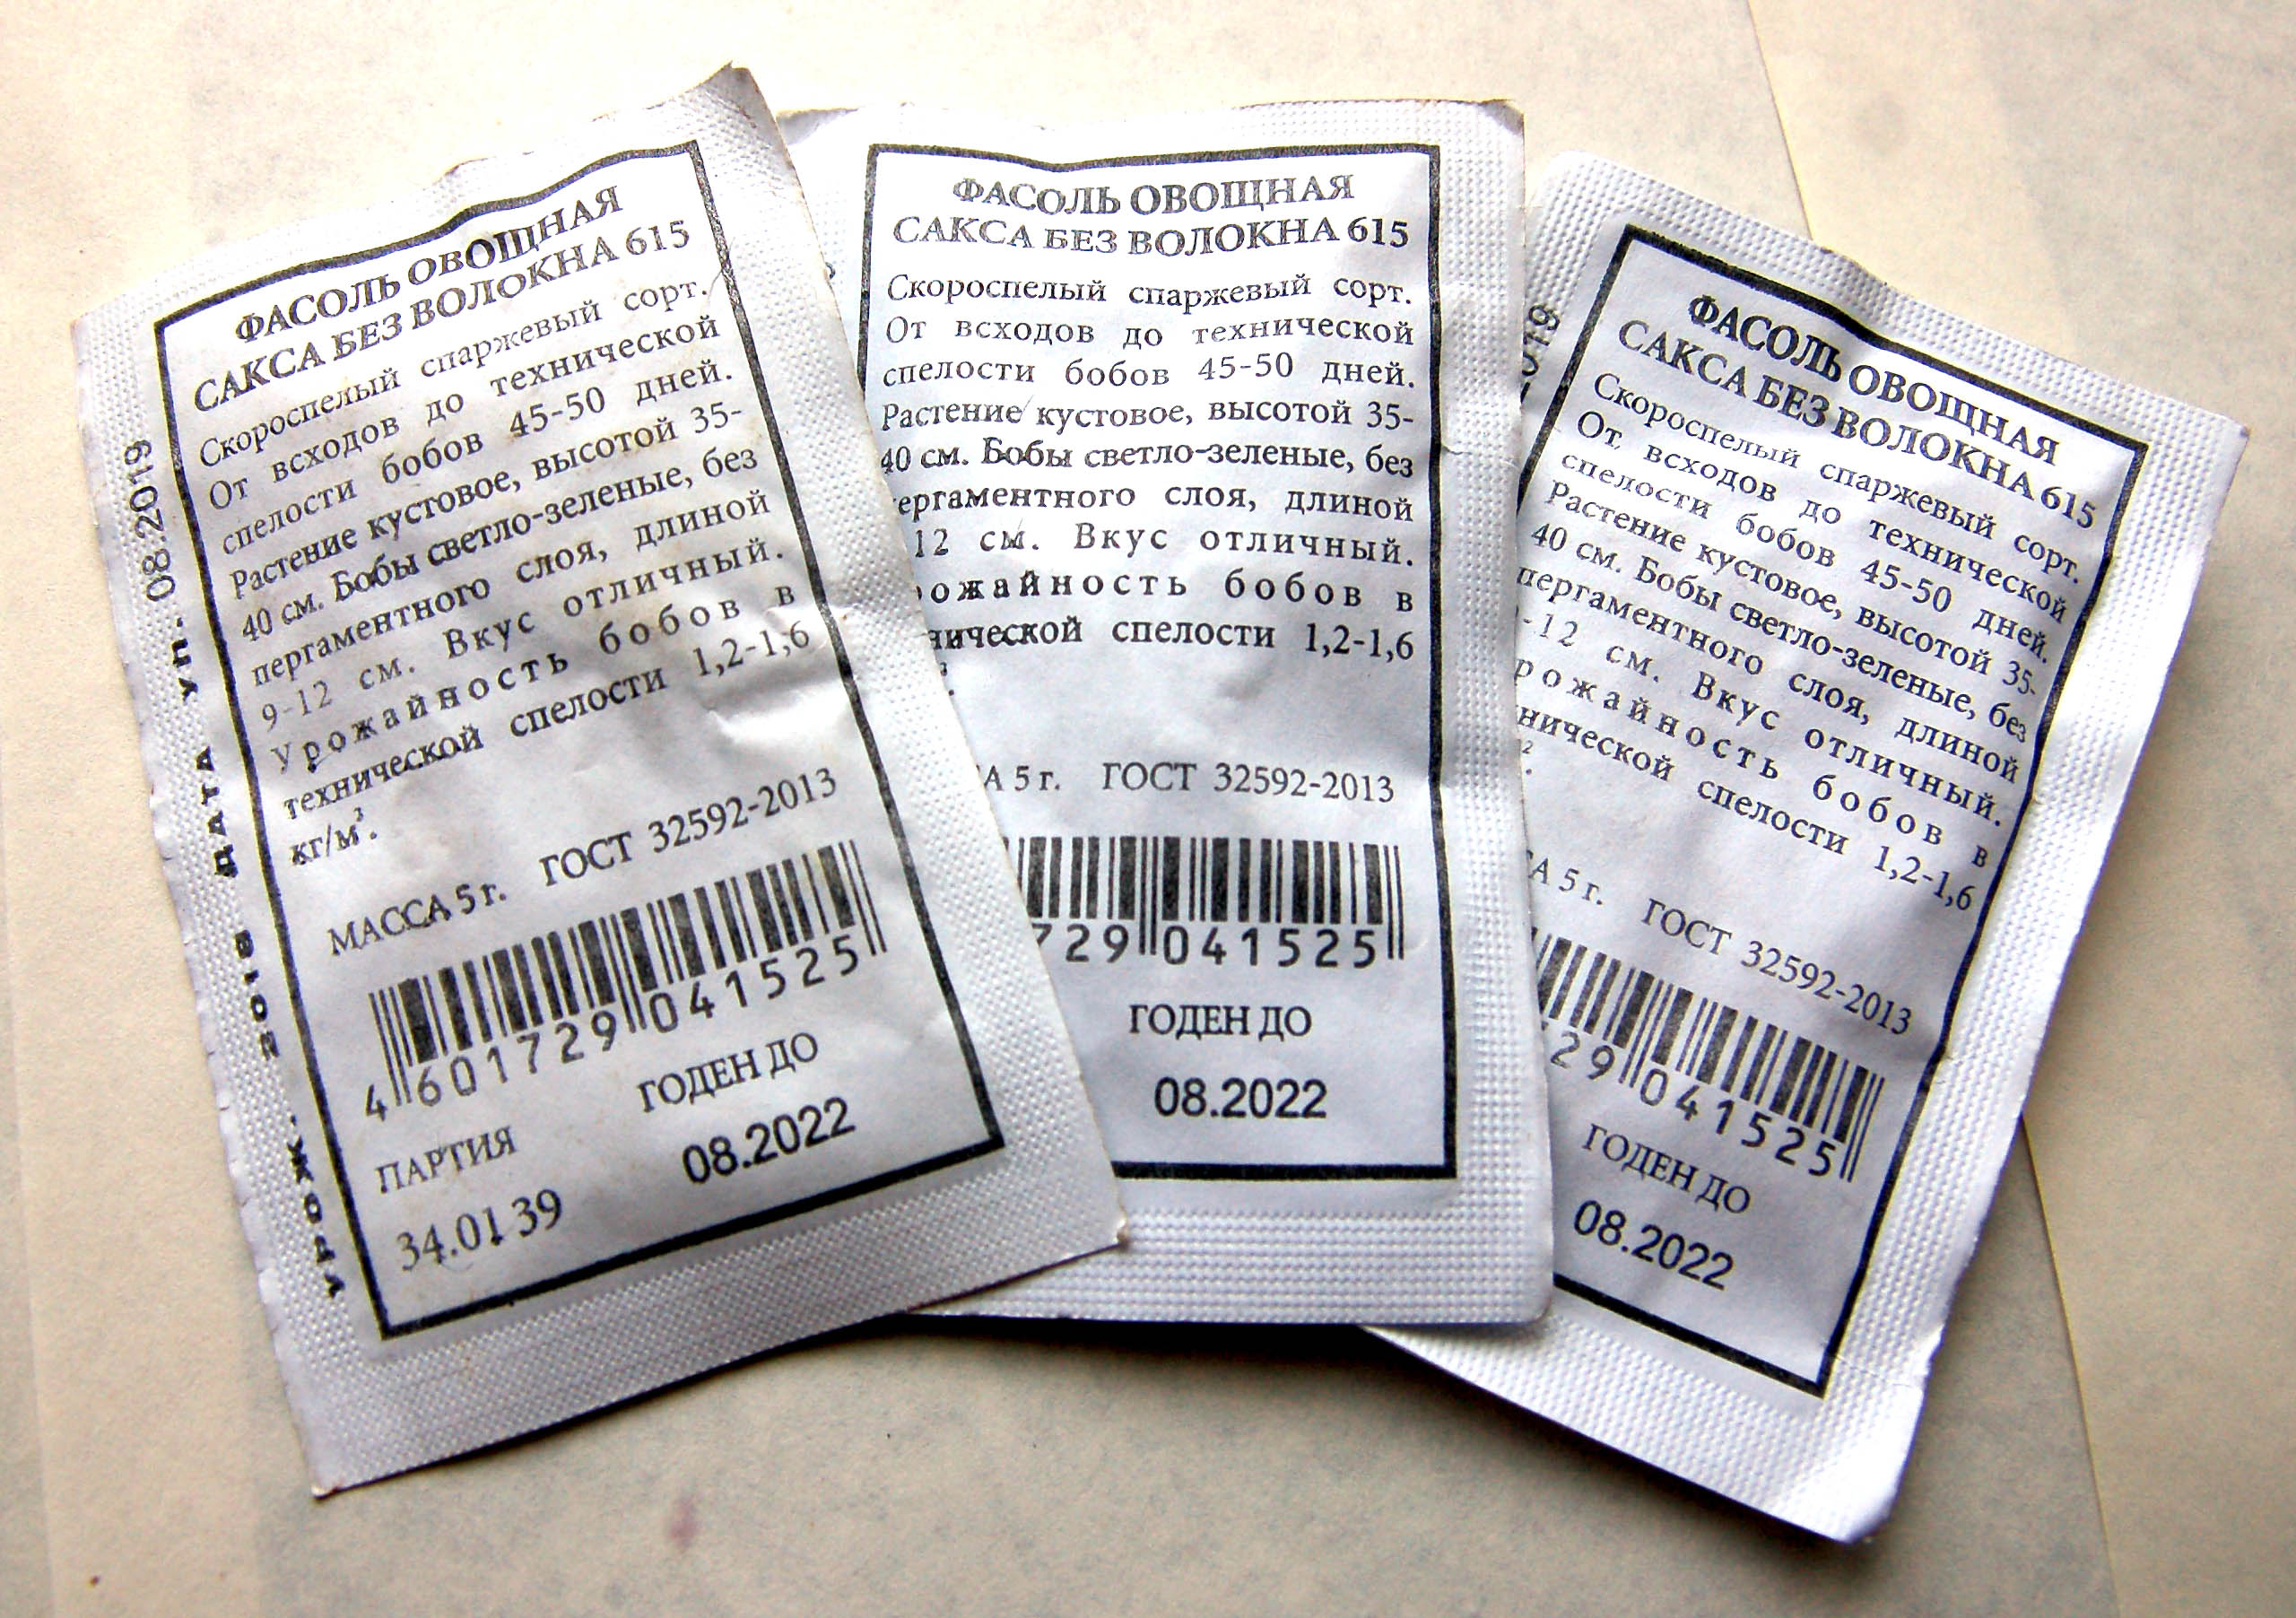 ФАСОЛЬ ОВОЩНАЯ
САКСА БЕЗ ВОЛОКНА 615
Скороспелый спаржевый сорт.
От всходов до технической
спелости бобов 45-50 дней.
Растение кустовое, высотой 35-
40 см. Бобы светло-зеленые, без
пергаментного слоя, длиной
9-12 см. Вкус отличный.
Урожайность бобов в
технической спелости 1,2-1,6
кг/м³.
МАССА 5 г. ГОСТ 32592-2013
4 601729 041525
ПАРТИЯ ГОДЕН ДО
34.01 39 08.2022
УРОЖ. 2018 ДАТА УП. 08.2019
ФАСОЛЬ ОВОЩНАЯ
САКСА БЕЗ ВОЛОКНА 615
Скороспелый спаржевый сорт.
От всходов до технической
спелости бобов 45-50 дней.
Растение кустовое, высотой 35-
40 см. Бобы светло-зеленые, без
ергаментного слоя, длиной
12 см. Вкус отличный.
ожайность бобов в
нической спелости 1,2-1,6
А 5 г. ГОСТ 32592-2013
729 041525
ГОДЕН ДО
08.2022
2019
ФАСОЛЬ ОВОЩНАЯ
САКСА БЕЗ ВОЛОКНА 615
Скороспелый спаржевый сорт.
От всходов до технической
спелости бобов 45-50 дней.
Растение кустовое, высотой 35-
40 см. Бобы светло-зеленые, без
пергаментного слоя, длиной
-12 см. Вкус отличный.
рожайность бобов в
нической спелости 1,2-1,6
А 5 г. ГОСТ 32592-2013
29 041525
ГОДЕН ДО
08.2022